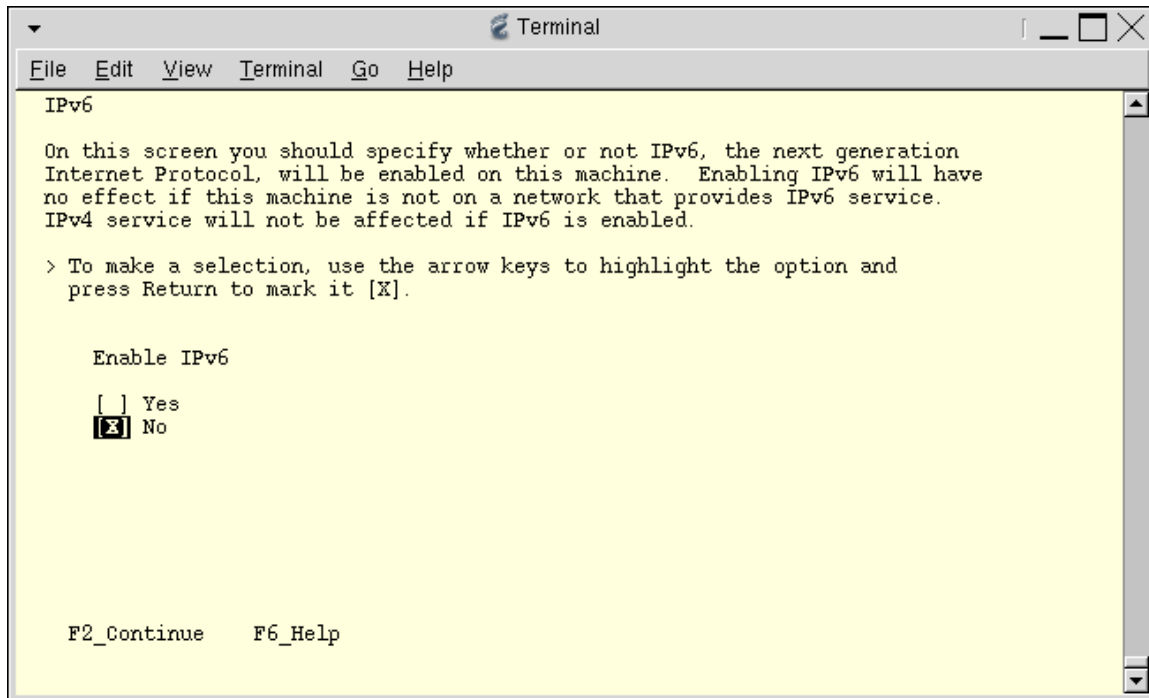 Terminal
File Edit View Terminal Go Help
IPv6
On this screen you should specify whether or not IPv6, the next generation
Internet Protocol, will be enabled on this machine.  Enabling IPv6 will have
no effect if this machine is not on a network that provides IPv6 service.
IPv4 service will not be affected if IPv6 is enabled.
> To make a selection, use the arrow keys to highlight the option and
press Return to mark it [X].
Enable IPv6
[ ] Yes
[X] No
F2_Continue F6_Help